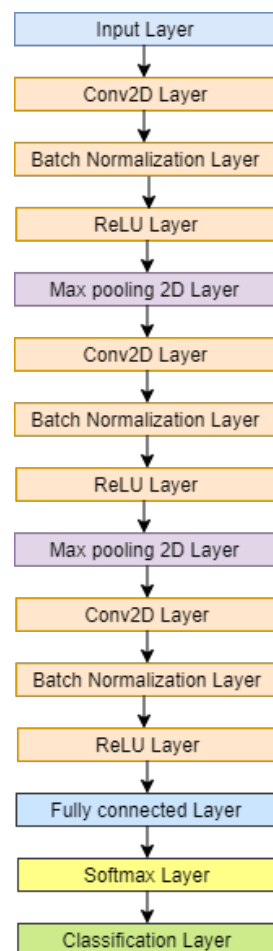 Input Layer
Conv2D Layer
Batch Normalization Layer
ReLU Layer
Max pooling 2D Layer
Conv2D Layer
Batch Normalization Layer
ReLU Layer
Max pooling 2D Layer
Conv2D Layer
Batch Normalization Layer
ReLU Layer
Fully connected Layer
Softmax Layer
Classification Layer